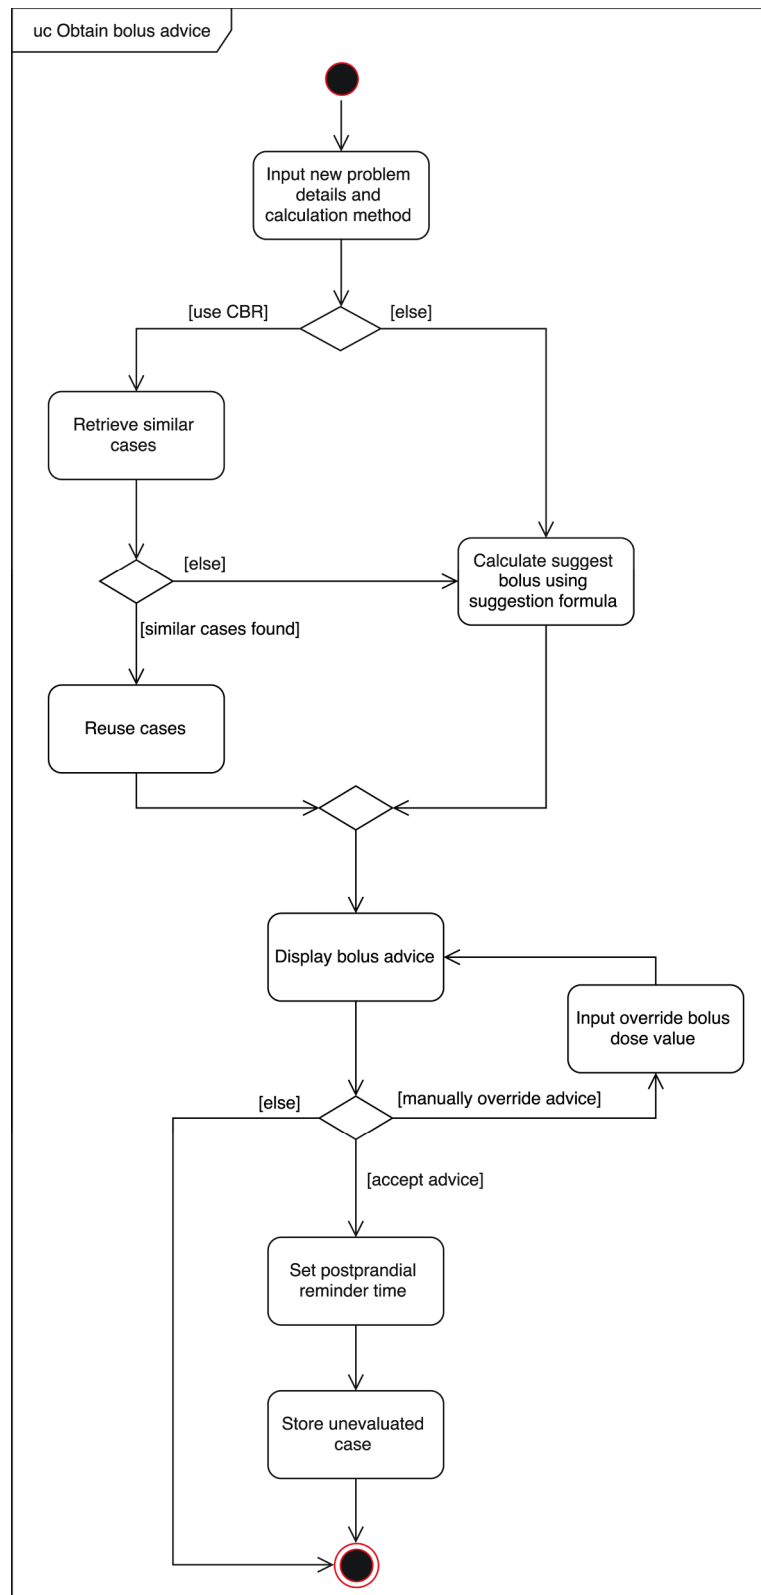 uc Obtain bolus advice
Input new problem
details and
calculation method
[use CBR]
[else]
Retrieve similar
cases
[else]
Calculate suggest
bolus using
suggestion formula
[similar cases found]
Reuse cases
Display bolus advice
Input override bolus
dose value
[else]
[manually override advice]
[accept advice]
Set postprandial
reminder time
Store unevaluated
case